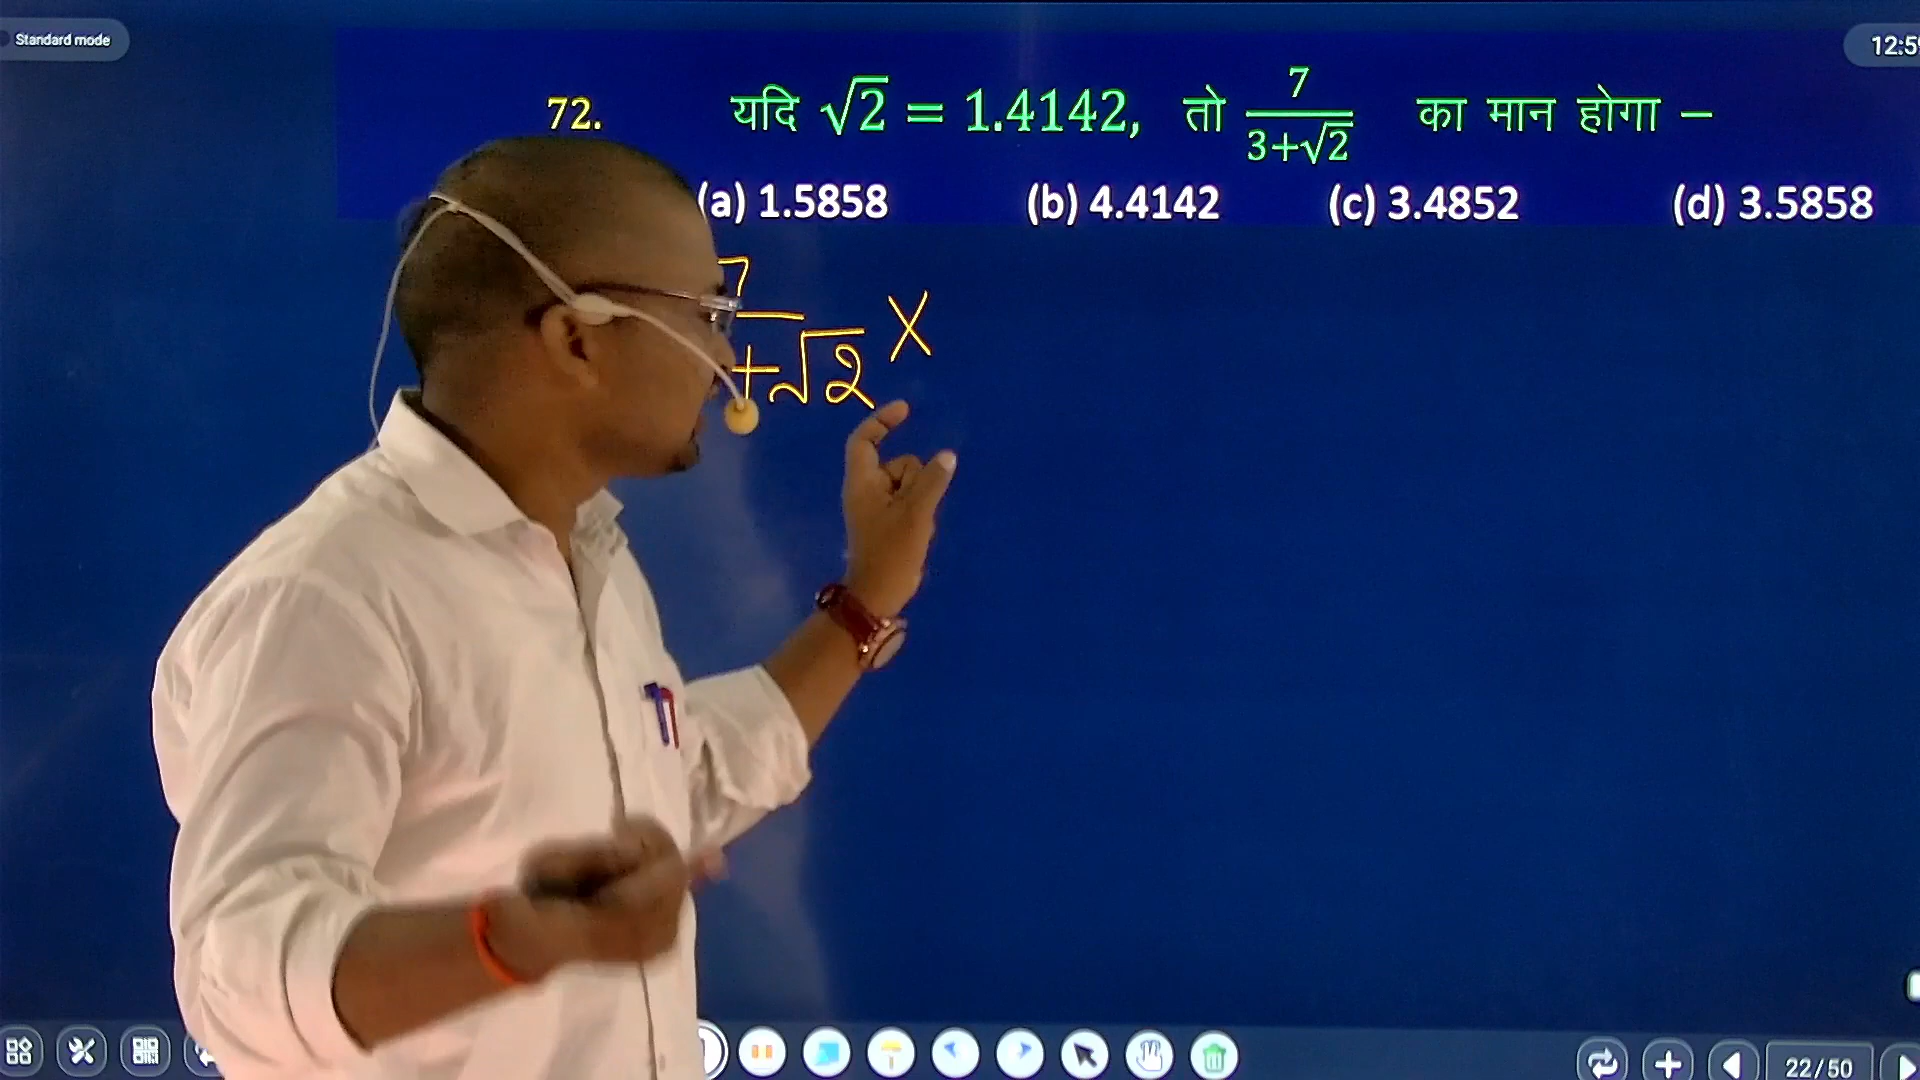 Standard mode
12:5
72. यदि √2 = 1.4142, तो 7/(3+√2) का मान होगा –
(a) 1.5858 (b) 4.4142 (c) 3.4852 (d) 3.5858
7
+√2 ×
22/50